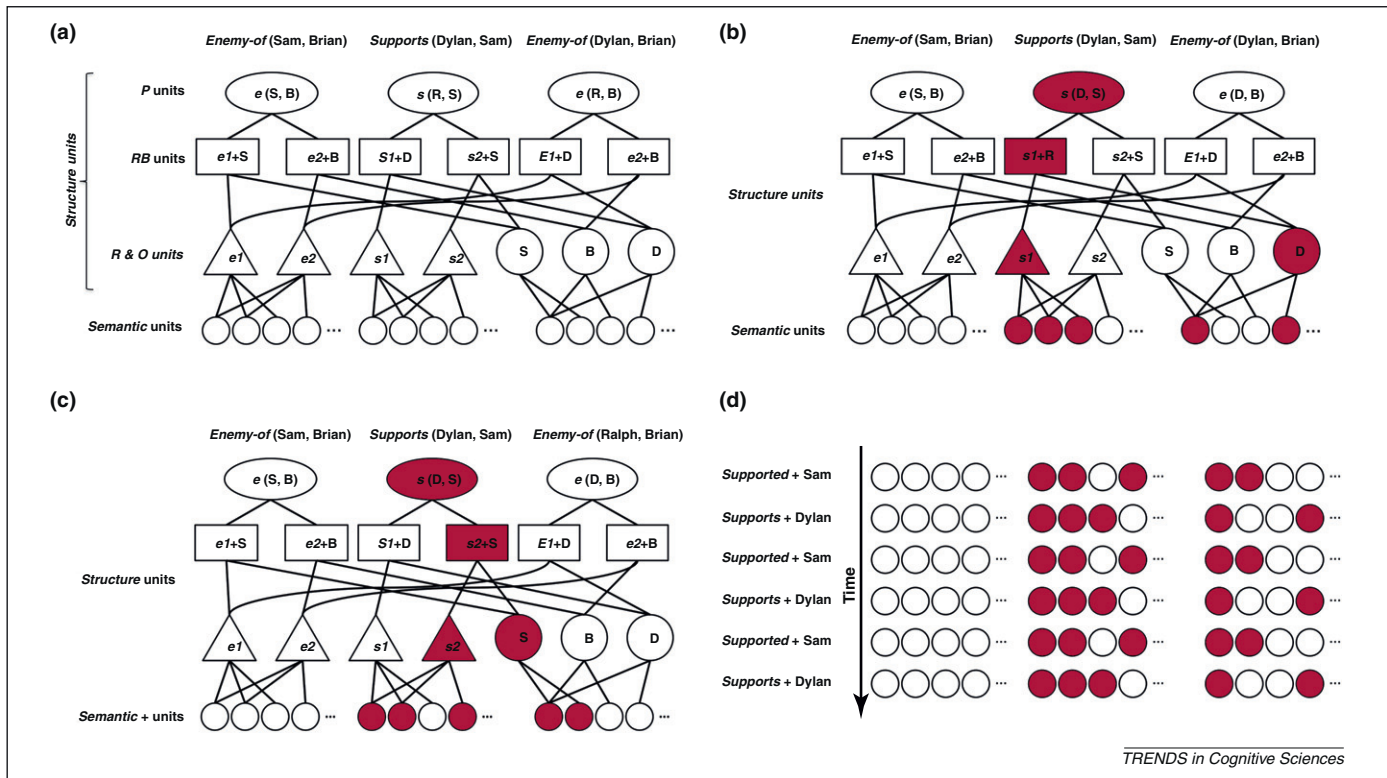 (a)
Enemy-of (Sam, Brian) Supports (Dylan, Sam) Enemy-of (Dylan, Brian)
P units
e (S, B) s (R, S) e (R, B)
RB units
e1+S e2+B S1+D s2+S E1+D e2+B
Structure units
R & O units
e1 e2 s1 s2 S B D
Semantic units
... ... ...
(b)
Enemy-of (Sam, Brian) Supports (Dylan, Sam) Enemy-of (Dylan, Brian)
e (S, B) s (D, S) e (D, B)
e1+S e2+B s1+R s2+S E1+D e2+B
Structure units
e1 e2 s1 s2 S B D
Semantic units
... ... ...
(c)
Enemy-of (Sam, Brian) Supports (Dylan, Sam) Enemy-of (Ralph, Brian)
e (S, B) s (D, S) e (D, B)
e1+S e2+B S1+D s2+S E1+D e2+B
Structure units
e1 e2 s1 s2 S B D
Semantic + units
... ... ...
(d)
Time
Supported + Sam ... ... ...
Supports + Dylan ... ... ...
Supported + Sam ... ... ...
Supports + Dylan ... ... ...
Supported + Sam ... ... ...
Supports + Dylan ... ... ...
TRENDS in Cognitive Sciences